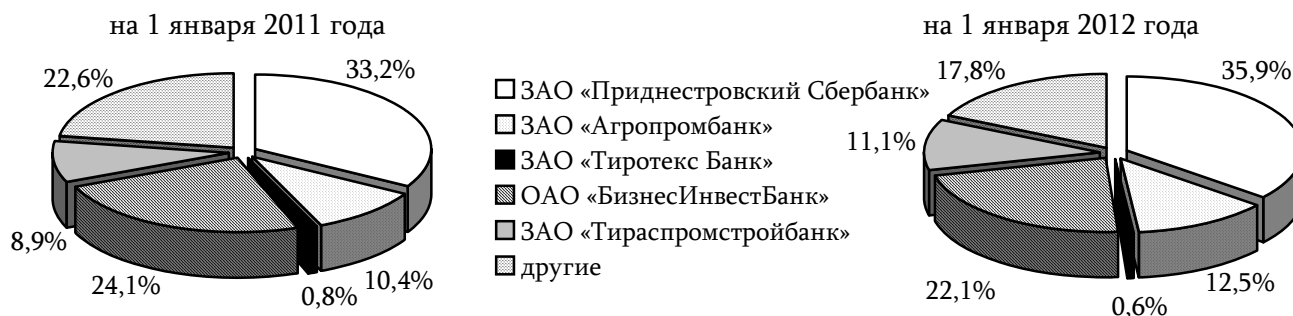 на 1 января 2011 года
22,6%
33,2%
8,9%
24,1%
0,8%
10,4%
ЗАО «Приднестровский Сбербанк»
ЗАО «Агропромбанк»
ЗАО «Тиротекс Банк»
ОАО «БизнесИнвестБанк»
ЗАО «Тираспромстройбанк»
другие
на 1 января 2012 года
17,8%
35,9%
11,1%
22,1%
0,6%
12,5%